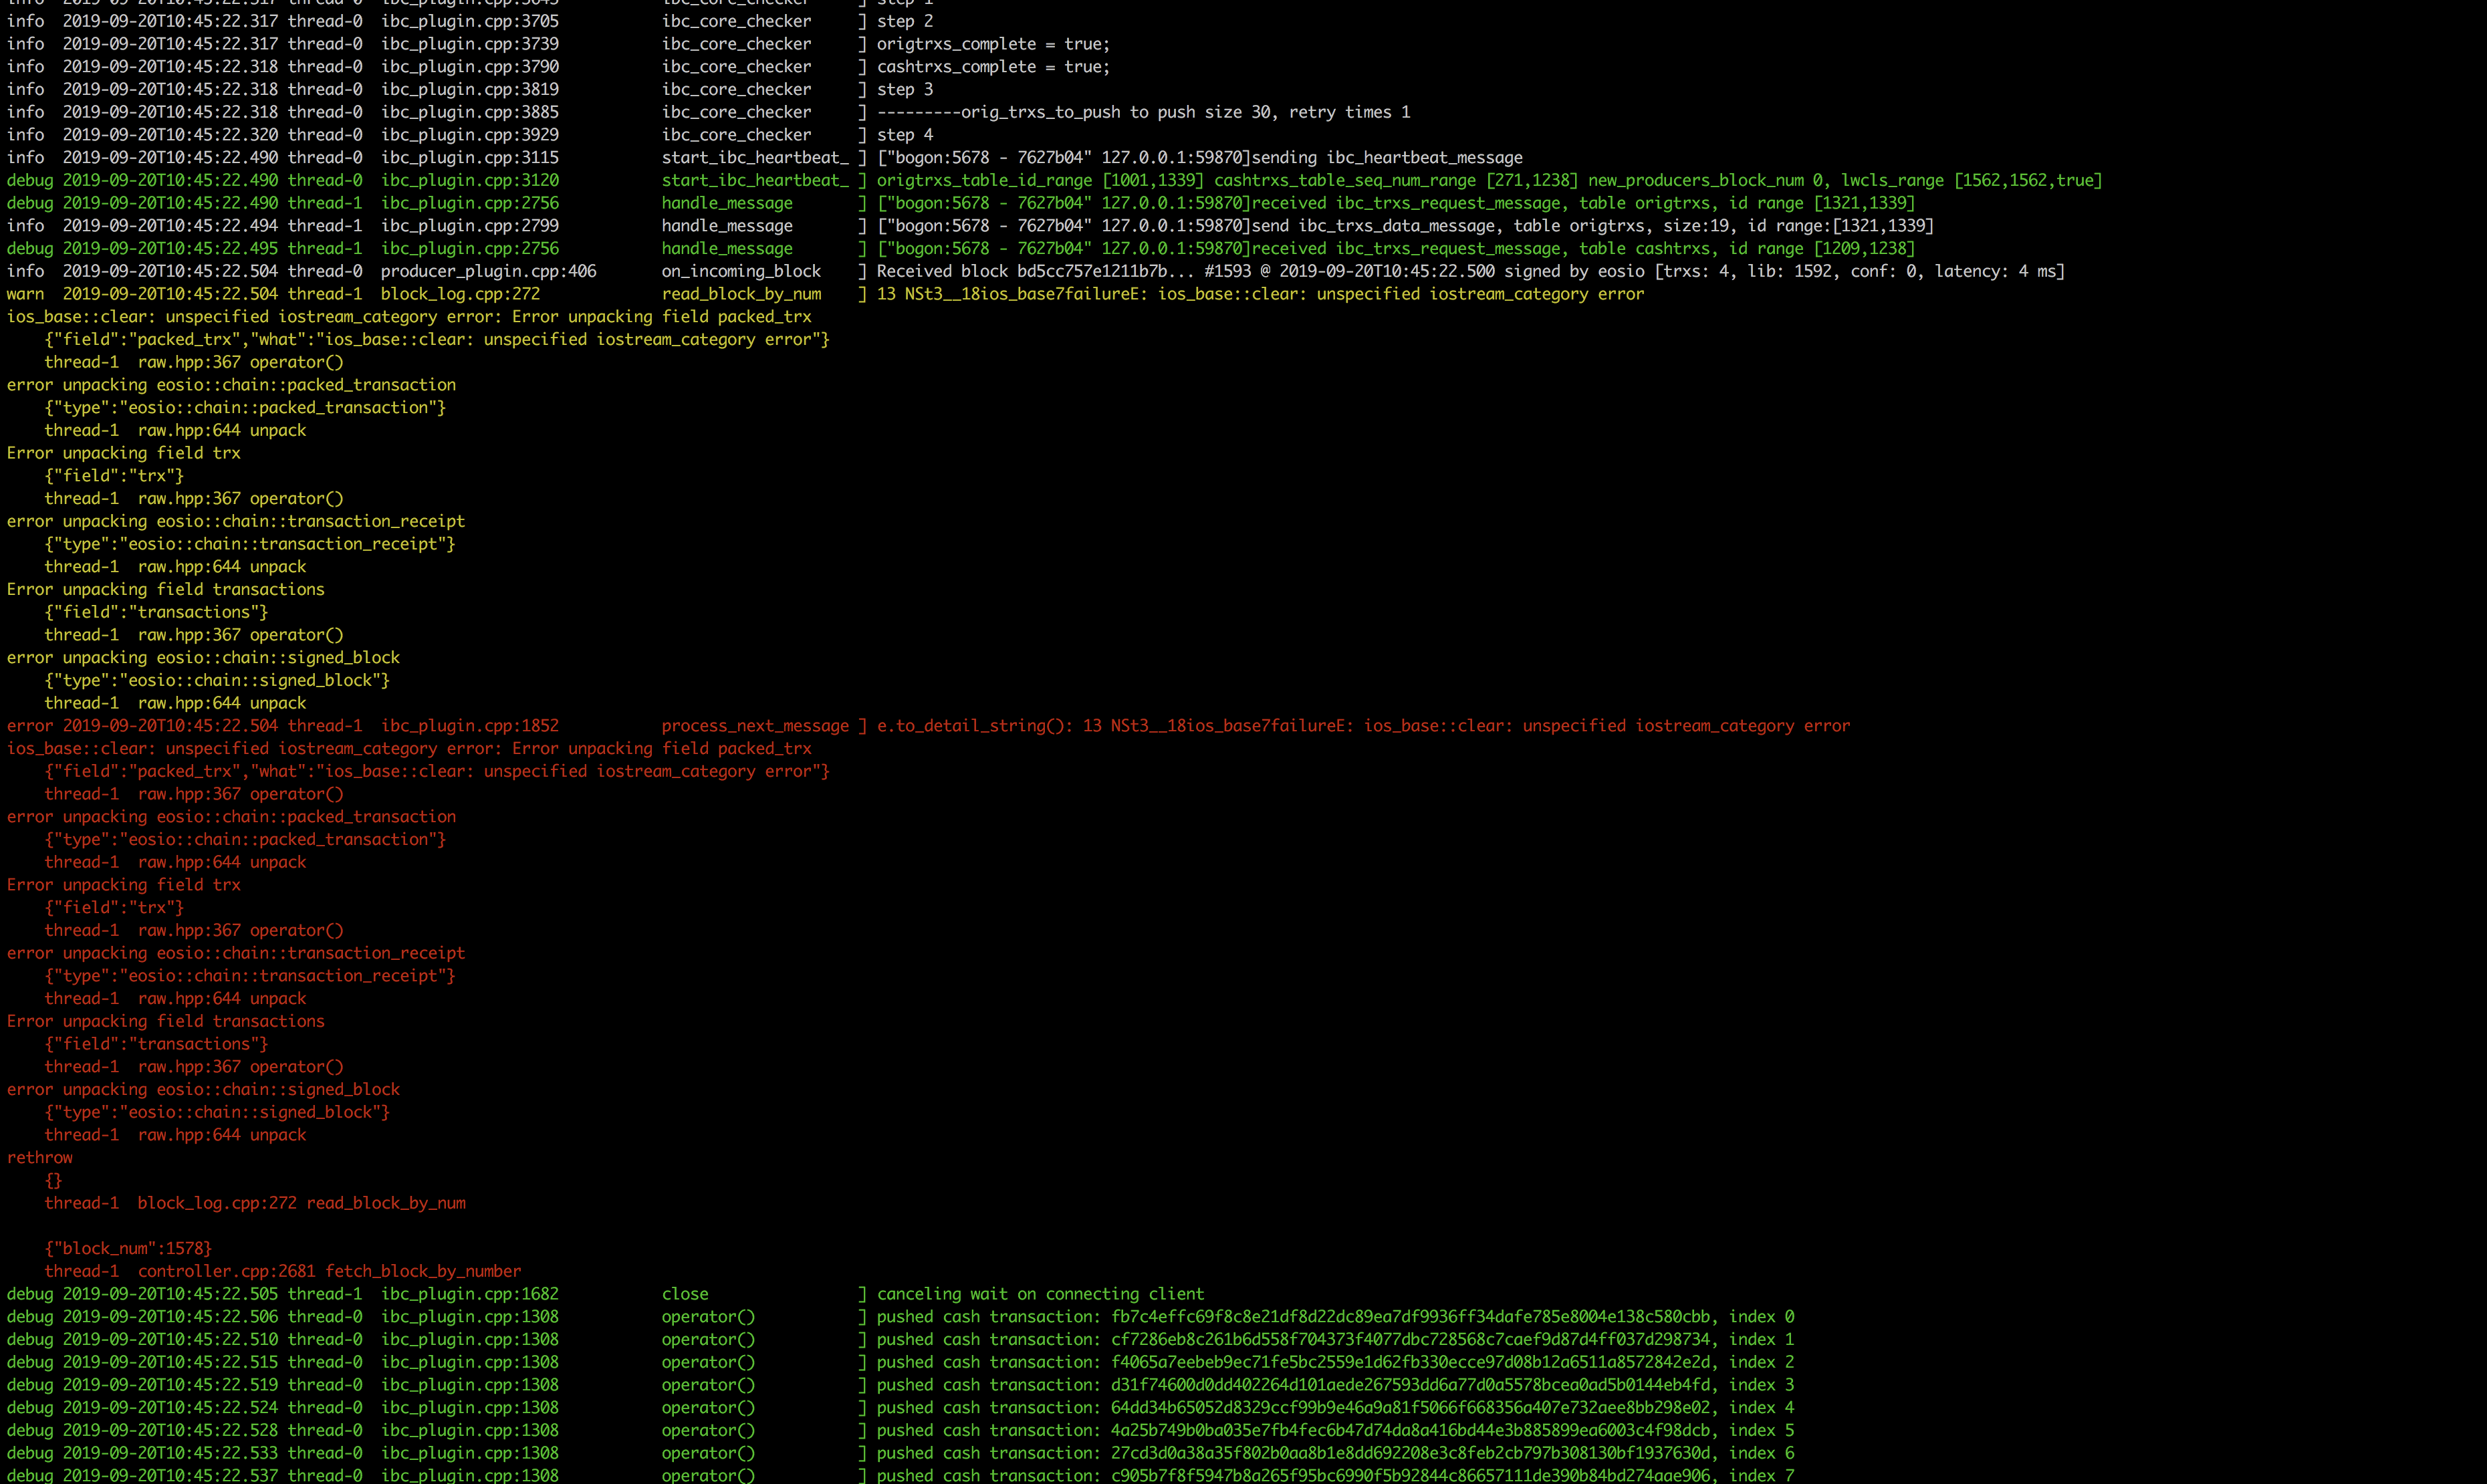 info  2019-09-20T10:45:22.317 thread-0  ibc_plugin.cpp:3643           ibc_core_checker     ] step 1
info  2019-09-20T10:45:22.317 thread-0  ibc_plugin.cpp:3705           ibc_core_checker     ] step 2
info  2019-09-20T10:45:22.317 thread-0  ibc_plugin.cpp:3739           ibc_core_checker     ] origtrxs_complete = true;
info  2019-09-20T10:45:22.318 thread-0  ibc_plugin.cpp:3790           ibc_core_checker     ] cashtrxs_complete = true;
info  2019-09-20T10:45:22.318 thread-0  ibc_plugin.cpp:3819           ibc_core_checker     ] step 3
info  2019-09-20T10:45:22.318 thread-0  ibc_plugin.cpp:3885           ibc_core_checker     ] ---------orig_trxs_to_push to push size 30, retry times 1
info  2019-09-20T10:45:22.320 thread-0  ibc_plugin.cpp:3929           ibc_core_checker     ] step 4
info  2019-09-20T10:45:22.490 thread-0  ibc_plugin.cpp:3115           start_ibc_heartbeat_ ] ["bogon:5678 - 7627b04" 127.0.0.1:59870]sending ibc_heartbeat_message
debug 2019-09-20T10:45:22.490 thread-0  ibc_plugin.cpp:3120           start_ibc_heartbeat_ ] origtrxs_table_id_range [1001,1339] cashtrxs_table_seq_num_range [271,1238] new_producers_block_num 0, lwcls_range [1562,1562,true]
debug 2019-09-20T10:45:22.490 thread-1  ibc_plugin.cpp:2756           handle_message       ] ["bogon:5678 - 7627b04" 127.0.0.1:59870]received ibc_trxs_request_message, table origtrxs, id range [1321,1339]
info  2019-09-20T10:45:22.494 thread-1  ibc_plugin.cpp:2799           handle_message       ] ["bogon:5678 - 7627b04" 127.0.0.1:59870]send ibc_trxs_data_message, table origtrxs, size:19, id range:[1321,1339]
debug 2019-09-20T10:45:22.495 thread-1  ibc_plugin.cpp:2756           handle_message       ] ["bogon:5678 - 7627b04" 127.0.0.1:59870]received ibc_trxs_request_message, table cashtrxs, id range [1209,1238]
info  2019-09-20T10:45:22.504 thread-0  producer_plugin.cpp:406       on_incoming_block    ] Received block bd5cc757e1211b7b... #1593 @ 2019-09-20T10:45:22.500 signed by eosio [trxs: 4, lib: 1592, conf: 0, latency: 4 ms]
warn  2019-09-20T10:45:22.504 thread-1  block_log.cpp:272             read_block_by_num    ] 13 NSt3__18ios_base7failureE: ios_base::clear: unspecified iostream_category error
ios_base::clear: unspecified iostream_category error: Error unpacking field packed_trx
    {"field":"packed_trx","what":"ios_base::clear: unspecified iostream_category error"}
    thread-1  raw.hpp:367 operator()
error unpacking eosio::chain::packed_transaction
    {"type":"eosio::chain::packed_transaction"}
    thread-1  raw.hpp:644 unpack
Error unpacking field trx
    {"field":"trx"}
    thread-1  raw.hpp:367 operator()
error unpacking eosio::chain::transaction_receipt
    {"type":"eosio::chain::transaction_receipt"}
    thread-1  raw.hpp:644 unpack
Error unpacking field transactions
    {"field":"transactions"}
    thread-1  raw.hpp:367 operator()
error unpacking eosio::chain::signed_block
    {"type":"eosio::chain::signed_block"}
    thread-1  raw.hpp:644 unpack
error 2019-09-20T10:45:22.504 thread-1  ibc_plugin.cpp:1852           process_next_message ] e.to_detail_string(): 13 NSt3__18ios_base7failureE: ios_base::clear: unspecified iostream_category error
ios_base::clear: unspecified iostream_category error: Error unpacking field packed_trx
    {"field":"packed_trx","what":"ios_base::clear: unspecified iostream_category error"}
    thread-1  raw.hpp:367 operator()
error unpacking eosio::chain::packed_transaction
    {"type":"eosio::chain::packed_transaction"}
    thread-1  raw.hpp:644 unpack
Error unpacking field trx
    {"field":"trx"}
    thread-1  raw.hpp:367 operator()
error unpacking eosio::chain::transaction_receipt
    {"type":"eosio::chain::transaction_receipt"}
    thread-1  raw.hpp:644 unpack
Error unpacking field transactions
    {"field":"transactions"}
    thread-1  raw.hpp:367 operator()
error unpacking eosio::chain::signed_block
    {"type":"eosio::chain::signed_block"}
    thread-1  raw.hpp:644 unpack
rethrow
    {}
    thread-1  block_log.cpp:272 read_block_by_num
    {"block_num":1578}
    thread-1  controller.cpp:2681 fetch_block_by_number
debug 2019-09-20T10:45:22.505 thread-1  ibc_plugin.cpp:1682           close                ] canceling wait on connecting client
debug 2019-09-20T10:45:22.506 thread-0  ibc_plugin.cpp:1308           operator()           ] pushed cash transaction: fb7c4effc69f8c8e21df8d22dc89ea7df9936ff34dafe785e8004e138c580cbb, index 0
debug 2019-09-20T10:45:22.510 thread-0  ibc_plugin.cpp:1308           operator()           ] pushed cash transaction: cf7286eb8c261b6d558f704373f4077dbc728568c7caef9d87d4ff037d298734, index 1
debug 2019-09-20T10:45:22.515 thread-0  ibc_plugin.cpp:1308           operator()           ] pushed cash transaction: f4065a7eebeb9ec71fe5bc2559e1d62fb330ecce97d08b12a6511a8572842e2d, index 2
debug 2019-09-20T10:45:22.519 thread-0  ibc_plugin.cpp:1308           operator()           ] pushed cash transaction: d31f74600d0dd402264d101aede267593dd6a77d0a5578bcea0ad5b0144eb4fd, index 3
debug 2019-09-20T10:45:22.524 thread-0  ibc_plugin.cpp:1308           operator()           ] pushed cash transaction: 64dd34b65052d8329ccf99b9e46a9a81f5066f668356a407e732aee8bb298e02, index 4
debug 2019-09-20T10:45:22.528 thread-0  ibc_plugin.cpp:1308           operator()           ] pushed cash transaction: 4a25b749b0ba035e7fb4fec6b47d74da8a416bd44e3b885899ea6003c4f98dcb, index 5
debug 2019-09-20T10:45:22.533 thread-0  ibc_plugin.cpp:1308           operator()           ] pushed cash transaction: 27cd3d0a38a35f802b0aa8b1e8dd692208e3c8feb2cb797b308130bf1937630d, index 6
debug 2019-09-20T10:45:22.537 thread-0  ibc_plugin.cpp:1308           operator()           ] pushed cash transaction: c905b7f8f5947b8a265f95bc6990f5b92844c86657111de390b84bd274aae906, index 7